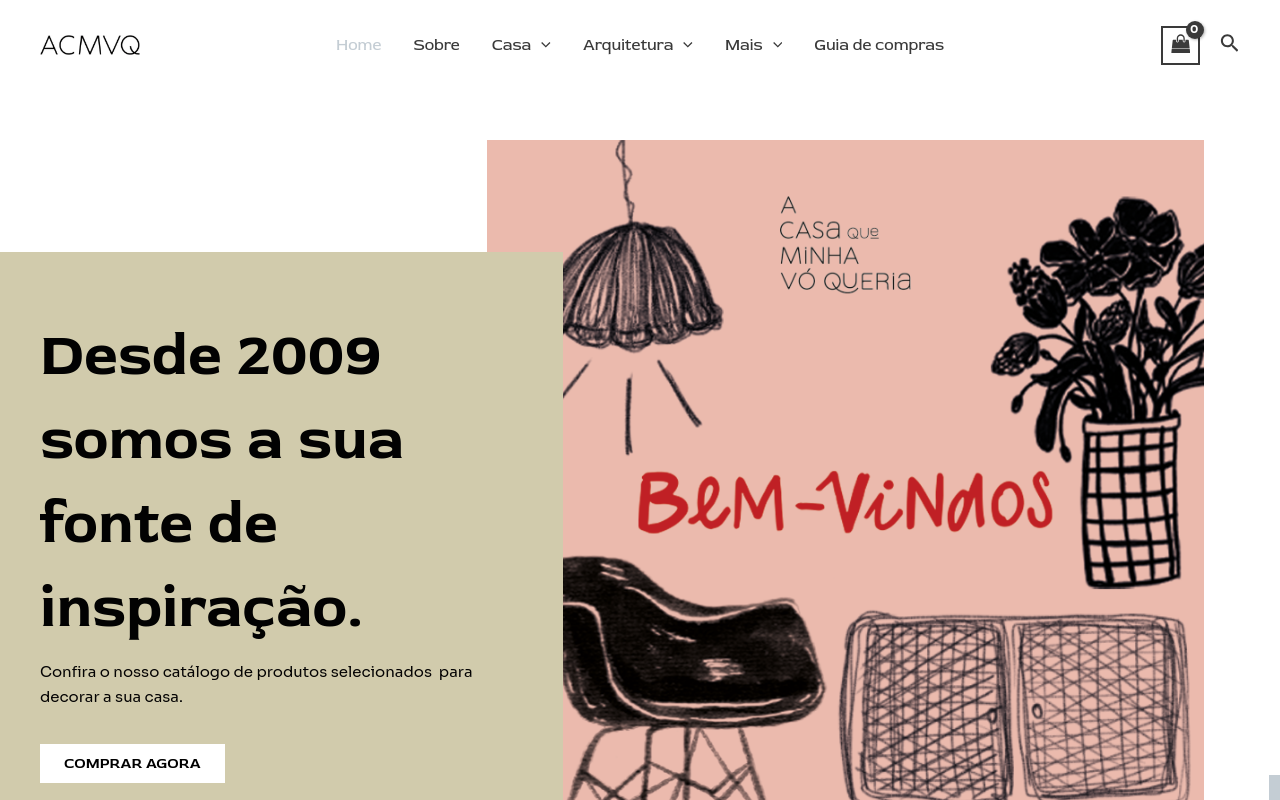 ACMVQ
Home Sobre Casa Arquitetura Mais Guia de compras
0
A
CASA QUE
MINHA
VÓ QUERIA
BEM-VINDOS
Desde 2009
somos a sua
fonte de
inspiração.
Confira o nosso catálogo de produtos selecionados para
decorar a sua casa.
COMPRAR AGORA